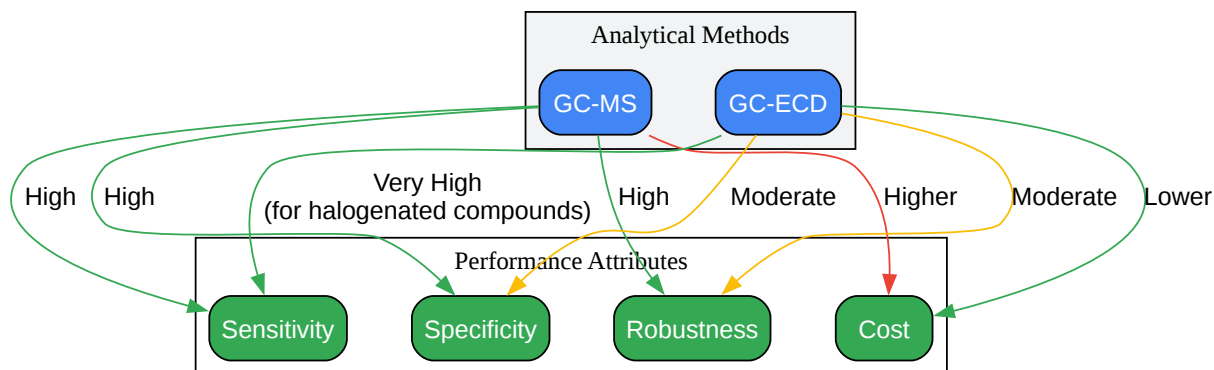 Analytical Methods
GC-MS
GC-ECD
High
High
Very High
(for halogenated compounds)
High
Moderate
Higher
Moderate
Lower
Performance Attributes
Sensitivity
Specificity
Robustness
Cost